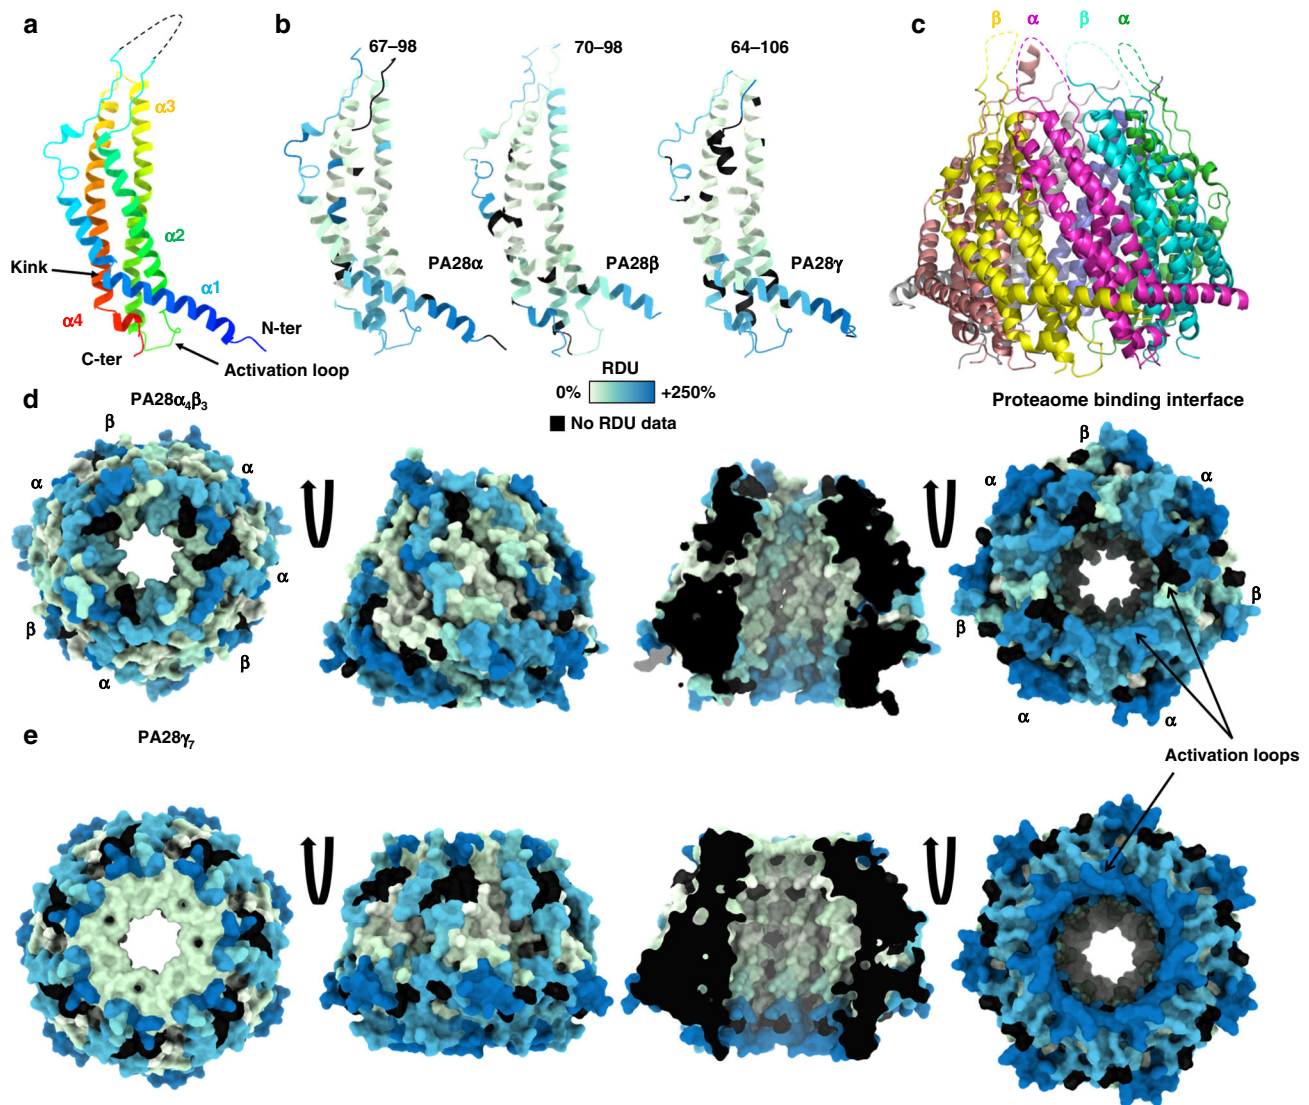 a
α3
α2
Kink
α1
α4
N-ter
C-ter
Activation loop
b
67–98
70–98
64–106
PA28α
PA28β
PA28γ
RDU
0%
+250%
No RDU data
c
β
α
β
α
d
PA28α4β3
β
α
α
α
β
β
α
Proteaome binding interface
β
α
α
β
β
α
α
Activation loops
e
PA28γ7